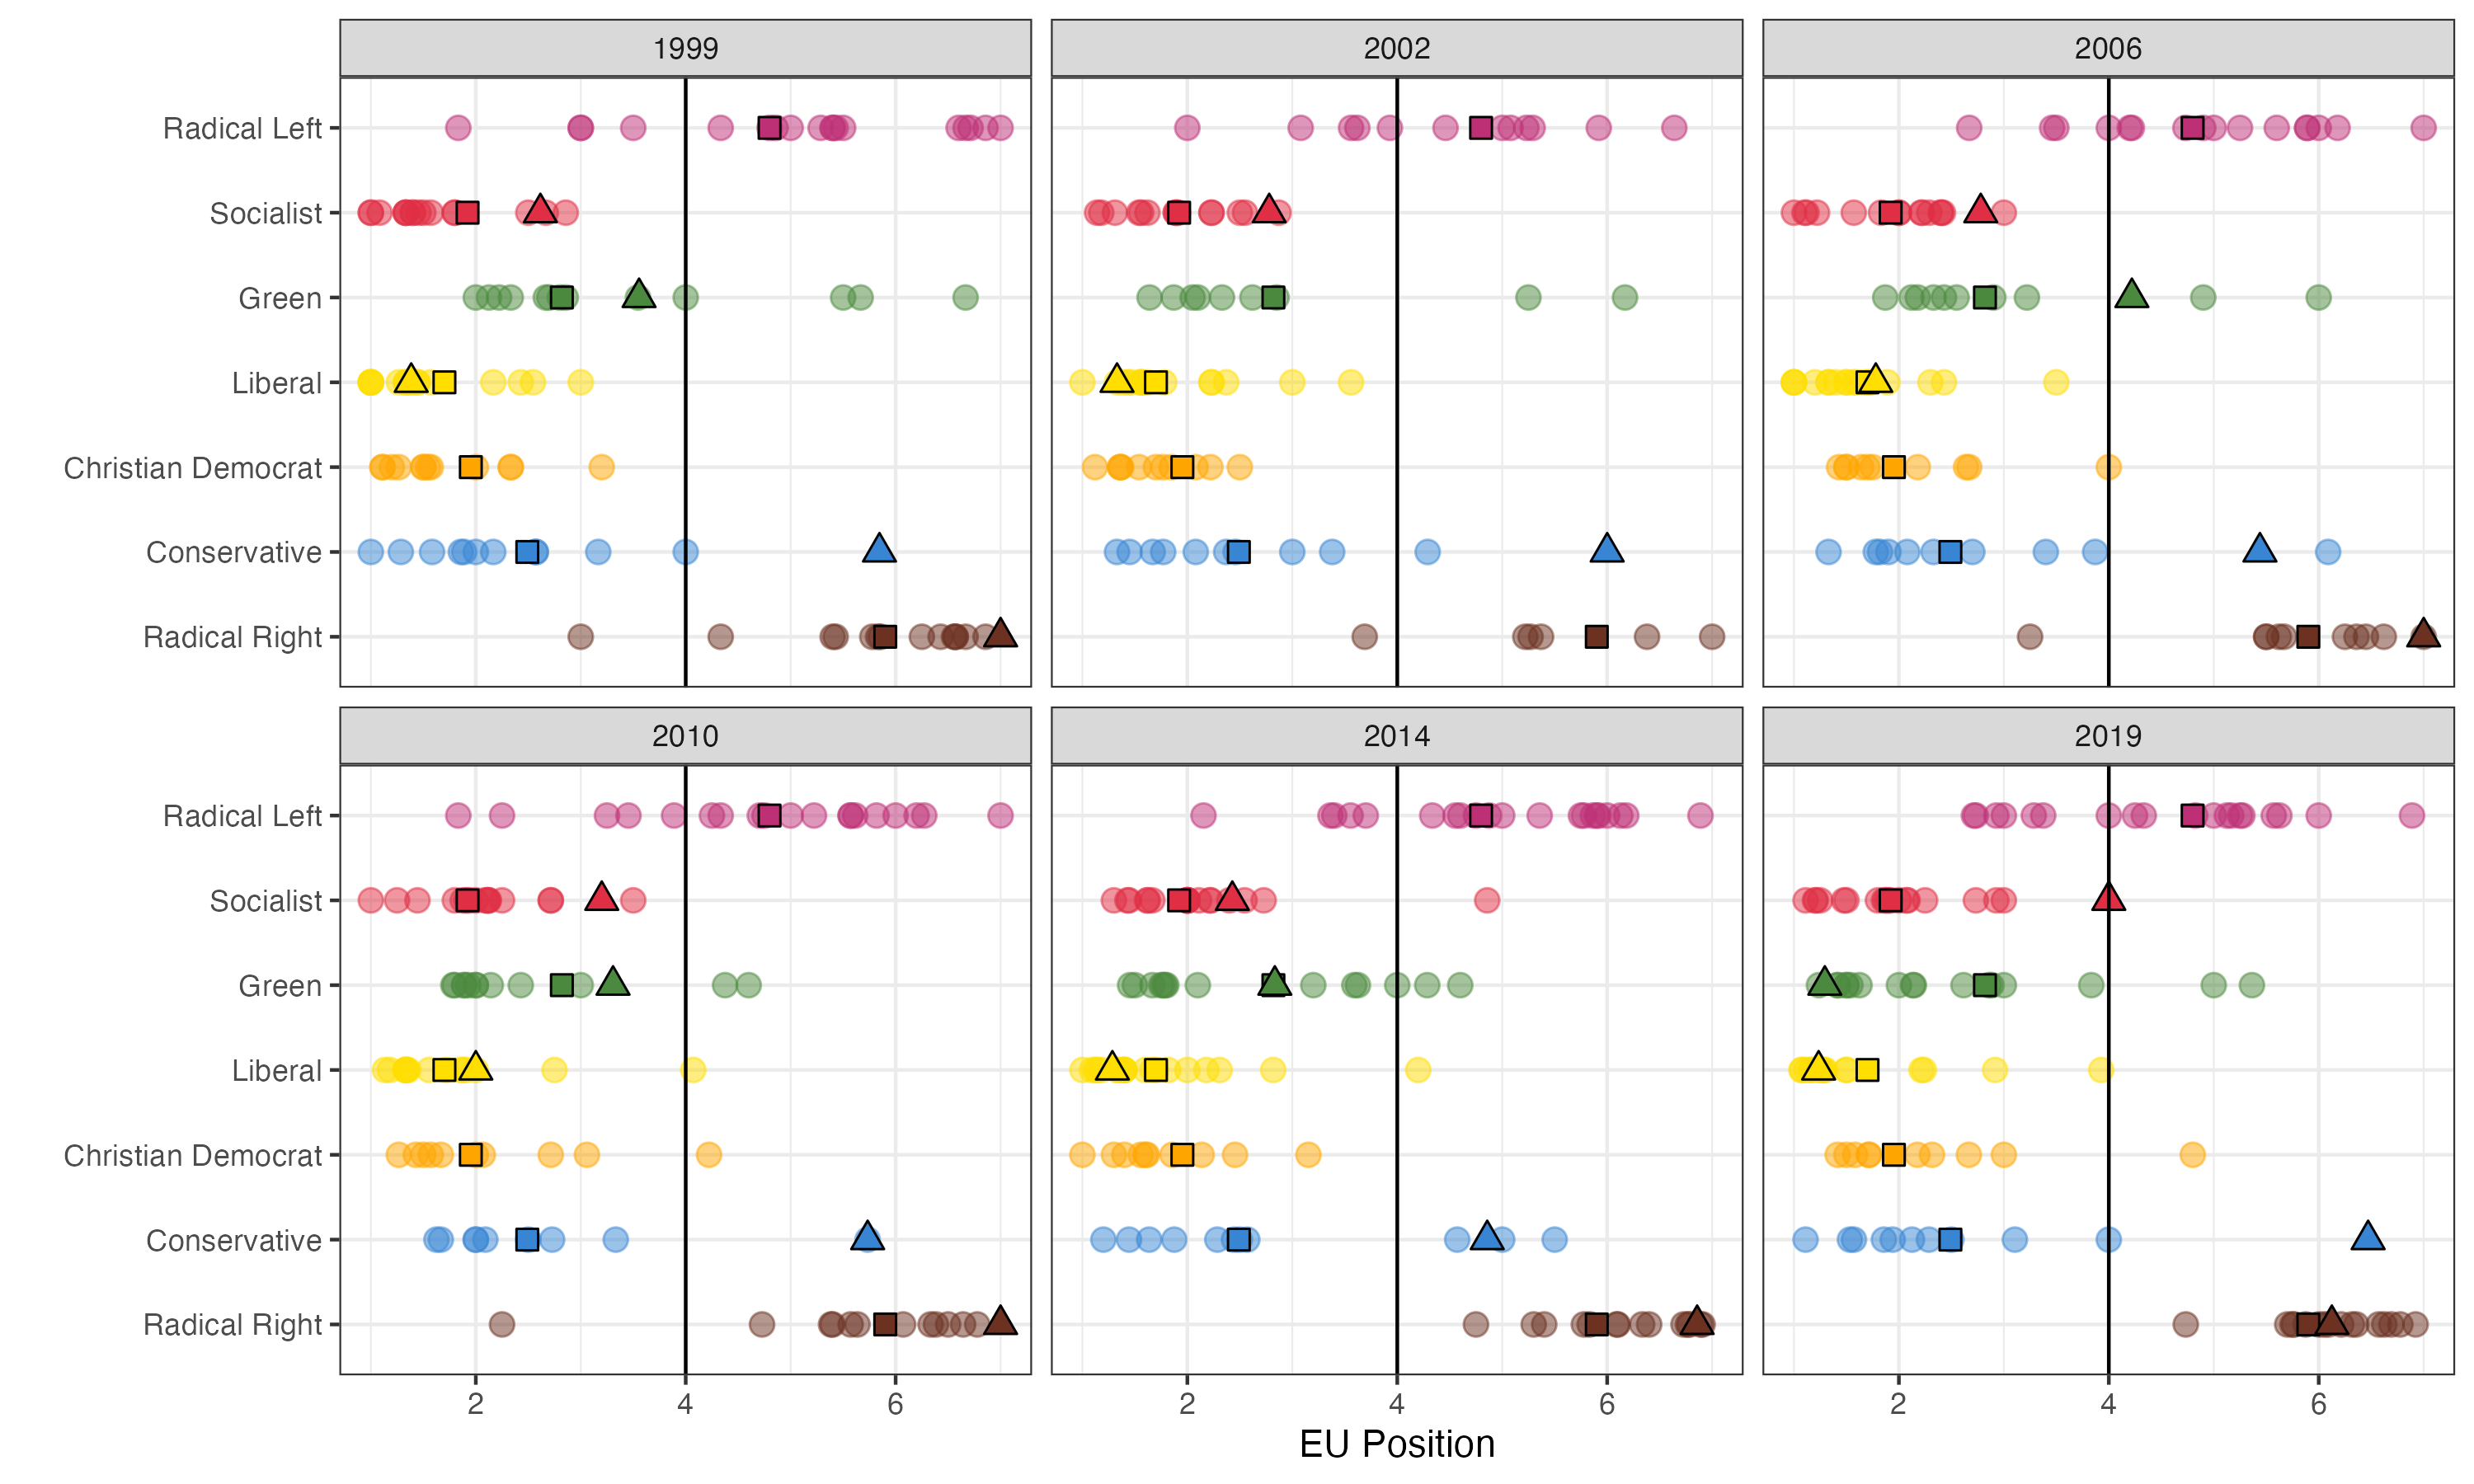 1999 2002 2006
Radical Left
Socialist
Green
Liberal
Christian Democrat
Conservative
Radical Right
2010 2014 2019
Radical Left
Socialist
Green
Liberal
Christian Democrat
Conservative
Radical Right
2 4 6 2 4 6 2 4 6
EU Position